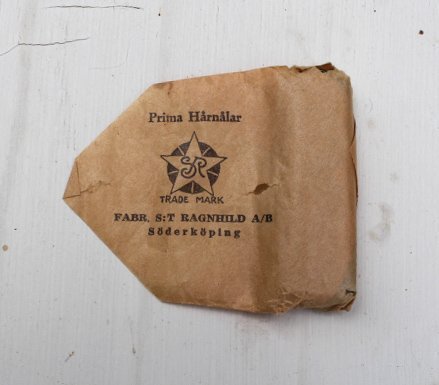 Prima Hårnålar
SR
TRADE MARK
FABR. S:T RAGNHILD A/B
Söderköping